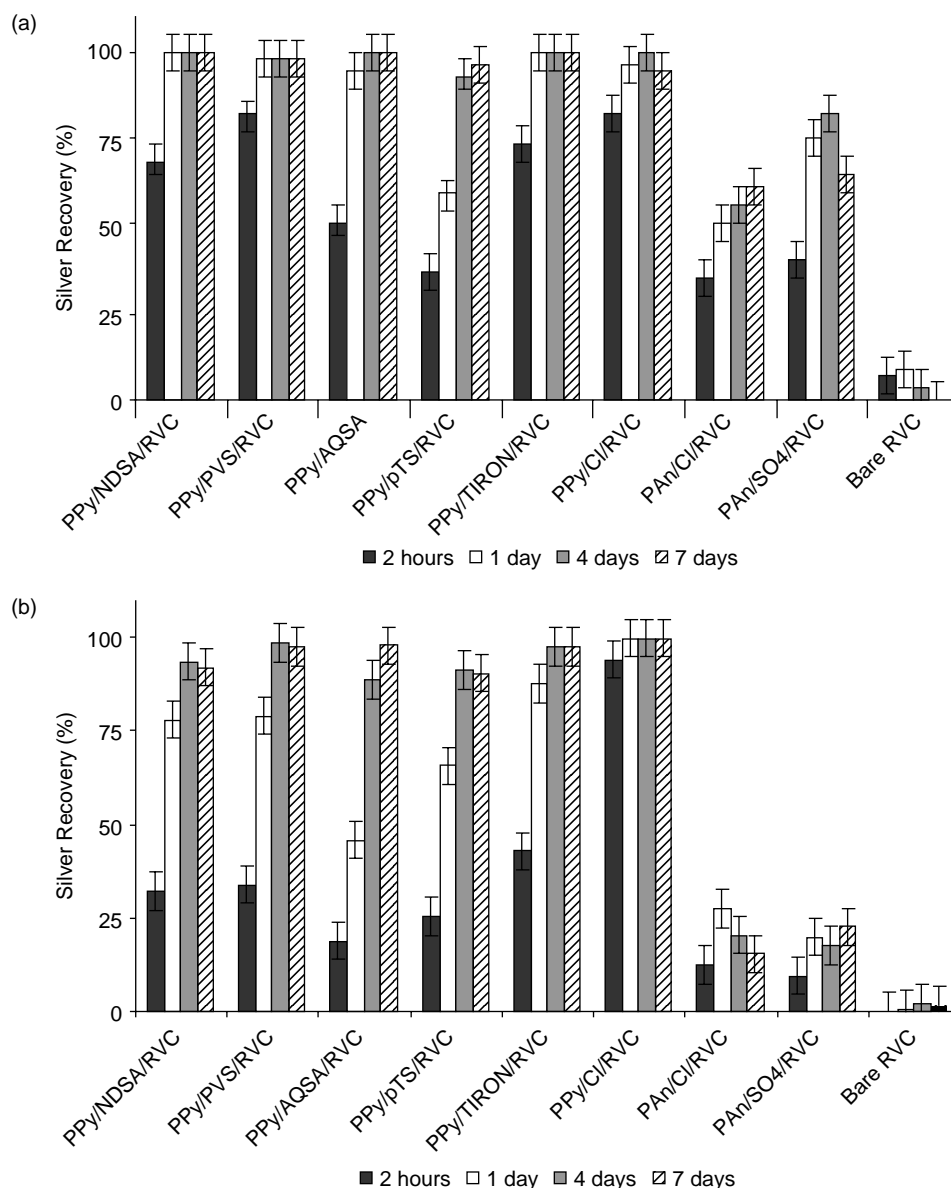 (a)
Silver Recovery (%)
100
75
50
25
0
PPy/NDSA/RVC
PPy/PVS/RVC
PPy/AQSA
PPy/pTS/RVC
PPy/TIRON/RVC
PPy/Cl/RVC
PAn/Cl/RVC
PAn/SO4/RVC
Bare RVC
2 hours 1 day 4 days 7 days
(b)
Silver Recovery (%)
100
75
50
25
0
PPy/NDSA/RVC
PPy/PVS/RVC
PPy/AQSA/RVC
PPy/pTS/RVC
PPy/TIRON/RVC
PPy/Cl/RVC
PAn/Cl/RVC
PAn/SO4/RVC
Bare RVC
2 hours 1 day 4 days 7 days